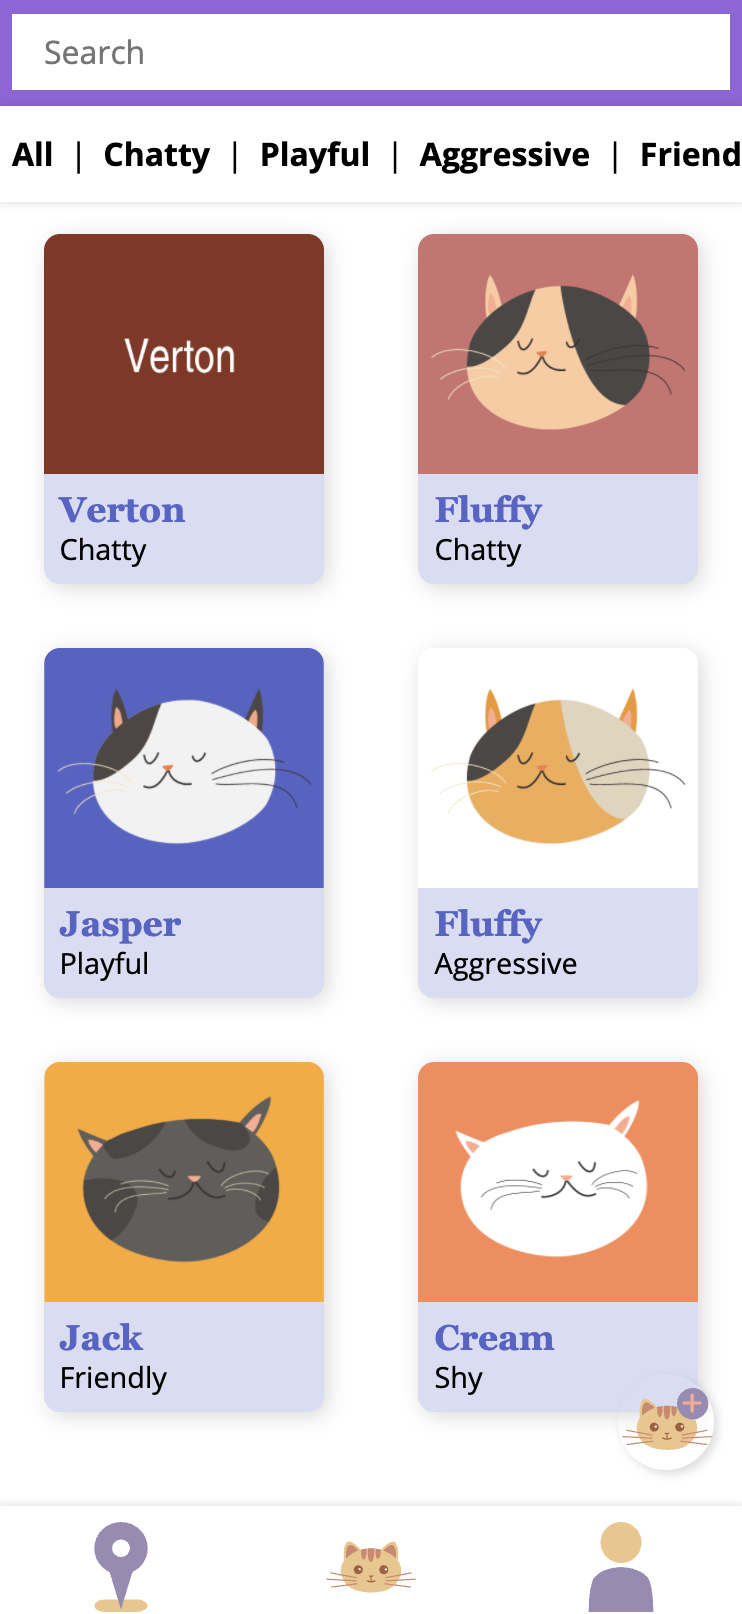 Search
All | Chatty | Playful | Aggressive | Friend
Verton
Verton
Chatty
Fluffy
Chatty
Jasper
Playful
Fluffy
Aggressive
Jack
Friendly
Cream
Shy